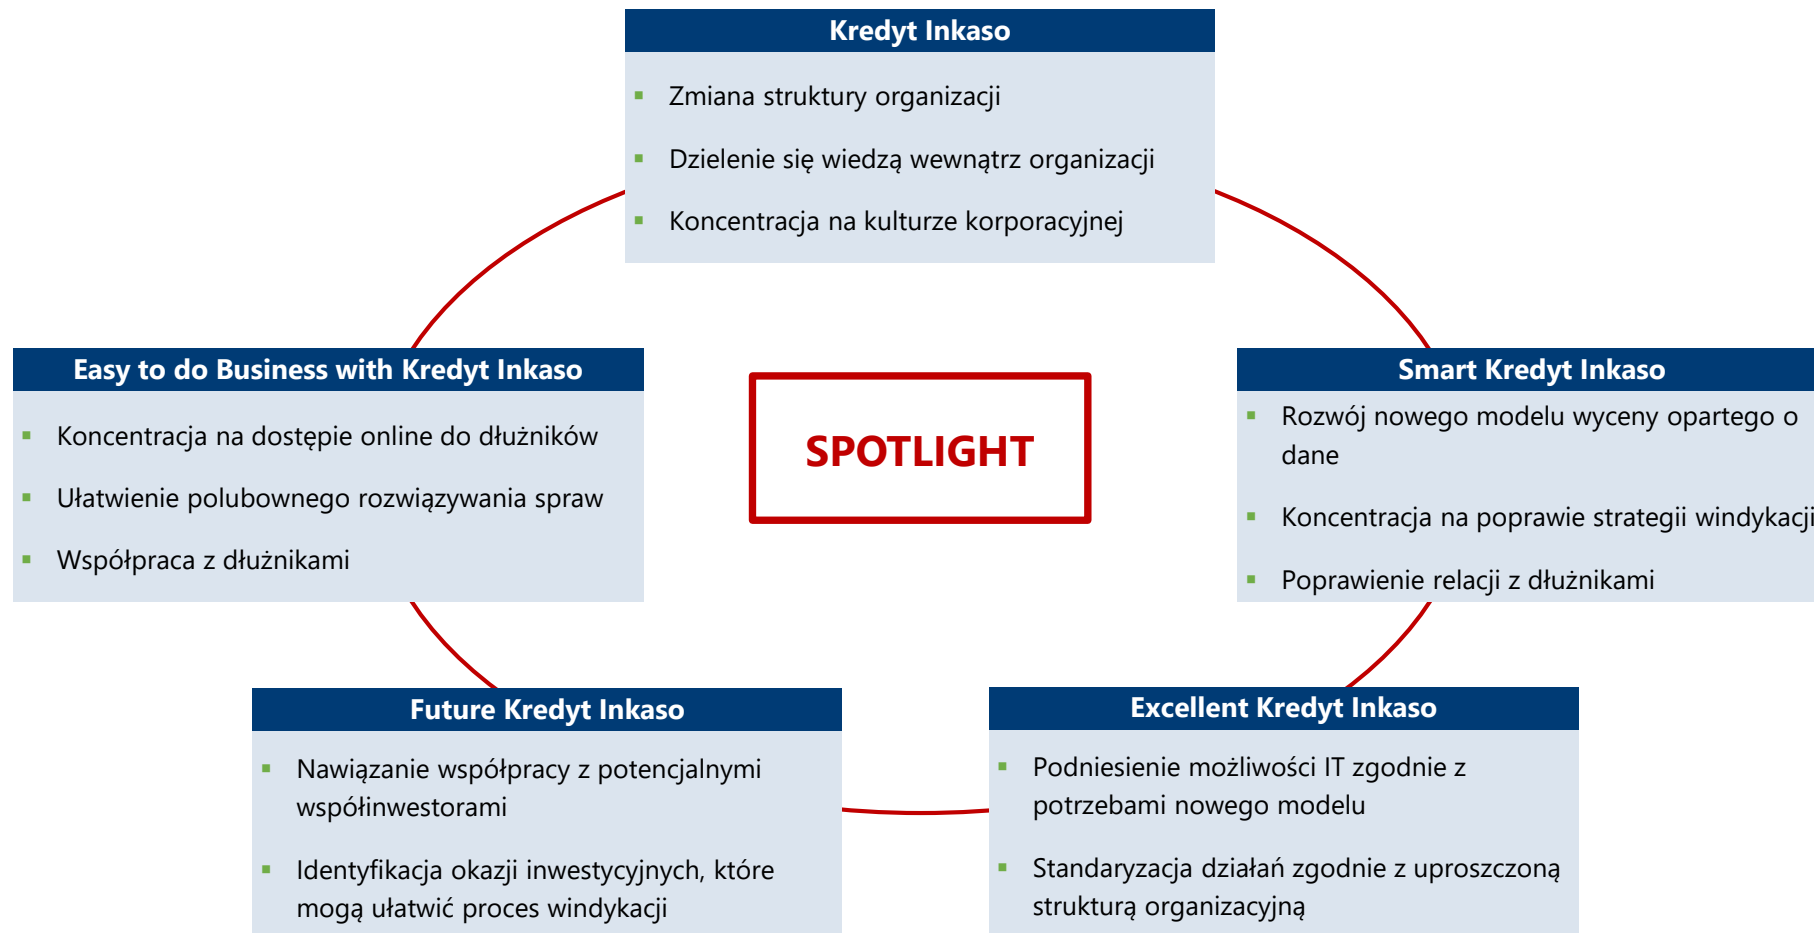 Kredyt Inkaso
Zmiana struktury organizacji
Dzielenie się wiedzą wewnątrz organizacji
Koncentracja na kulturze korporacyjnej
Easy to do Business with Kredyt Inkaso
Koncentracja na dostępie online do dłużników
Ułatwienie polubownego rozwiązywania spraw
Współpraca z dłużnikami
SPOTLIGHT
Smart Kredyt Inkaso
Rozwój nowego modelu wyceny opartego o
dane
Koncentracja na poprawie strategii windykacji
Poprawienie relacji z dłużnikami
Future Kredyt Inkaso
Nawiązanie współpracy z potencjalnymi
współinwestorami
Identyfikacja okazji inwestycyjnych, które
mogą ułatwić proces windykacji
Excellent Kredyt Inkaso
Podniesienie możliwości IT zgodnie z
potrzebami nowego modelu
Standaryzacja działań zgodnie z uproszczoną
strukturą organizacyjną